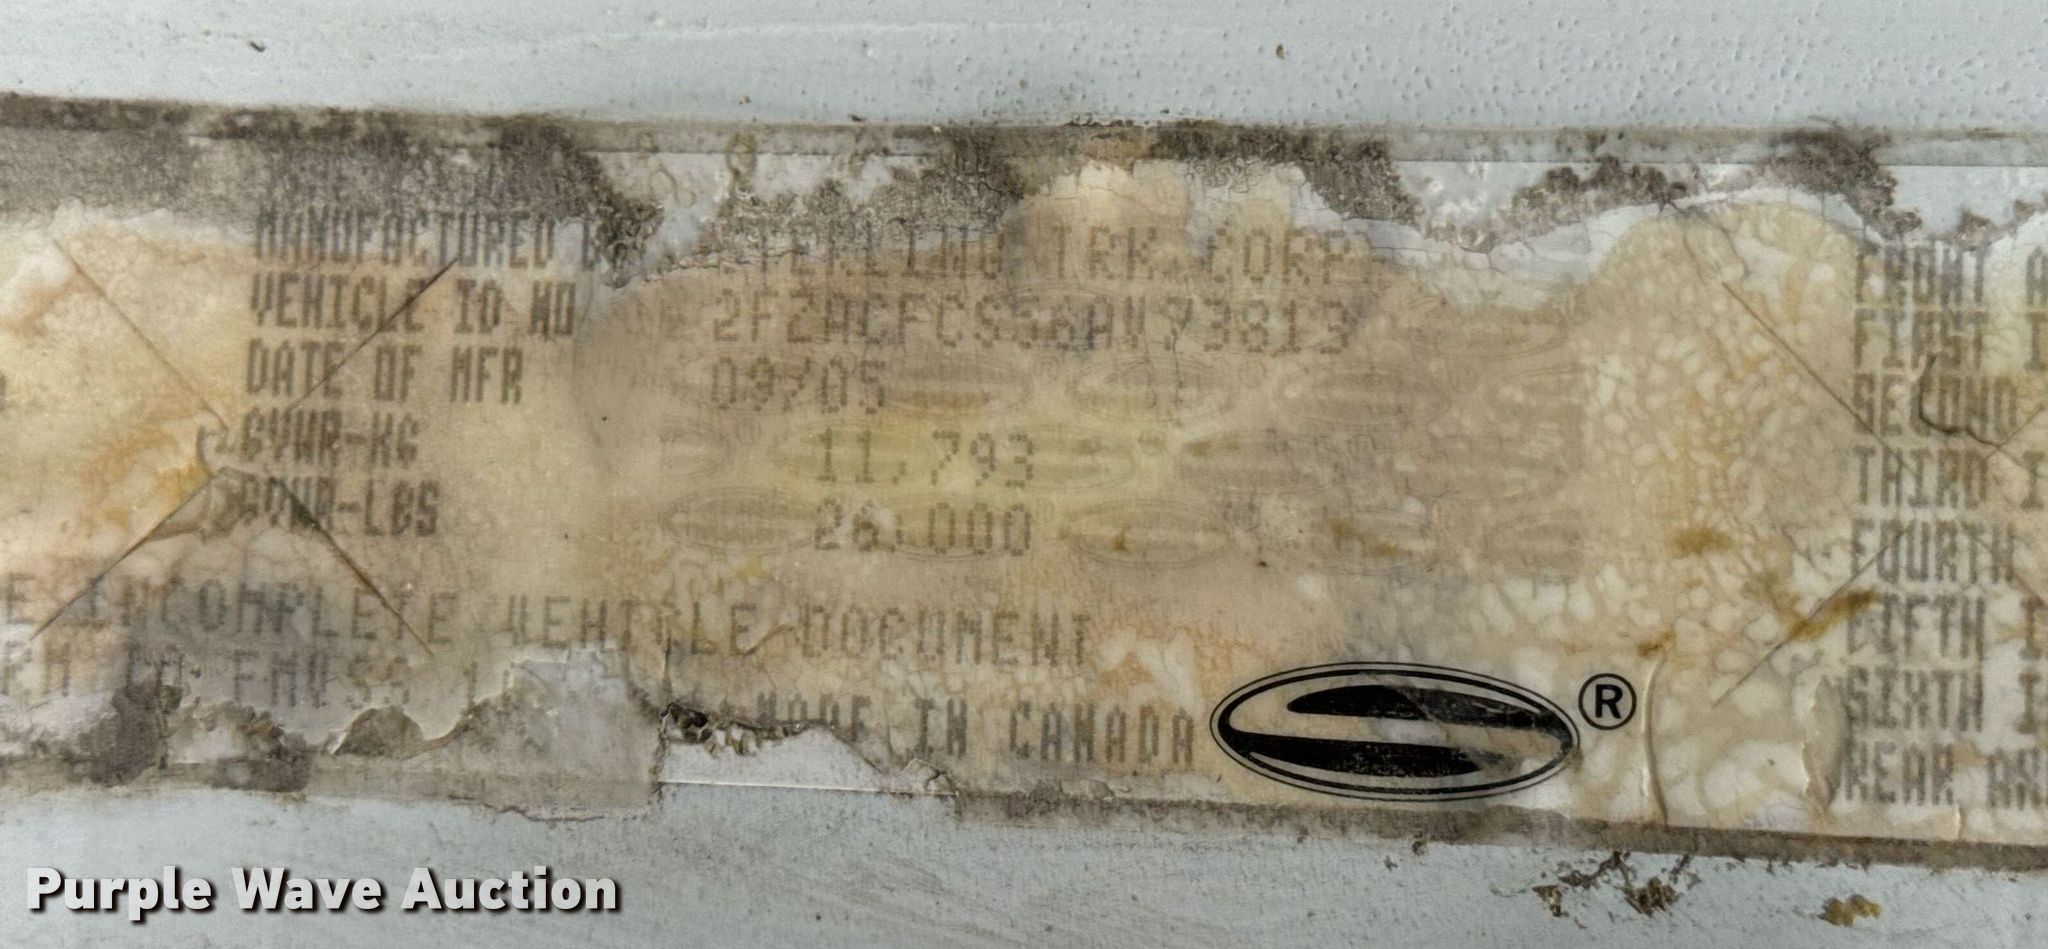 MANUFACTURED STERLING TRK. CORP.
VEHICLE ID NO 2FZACFCS56AV73813
DATE OF MFR 09/05
GVWR-KG 11,793
GVWR-LBS 26,000
INCOMPLETE VEHICLE DOCUMENT
FMVSS
MADE IN CANADA ®
FRONT A
FIRST I
SECOND
THIRD I
FOURTH
FIFTH I
SIXTH I
REAR
Purple Wave Auction